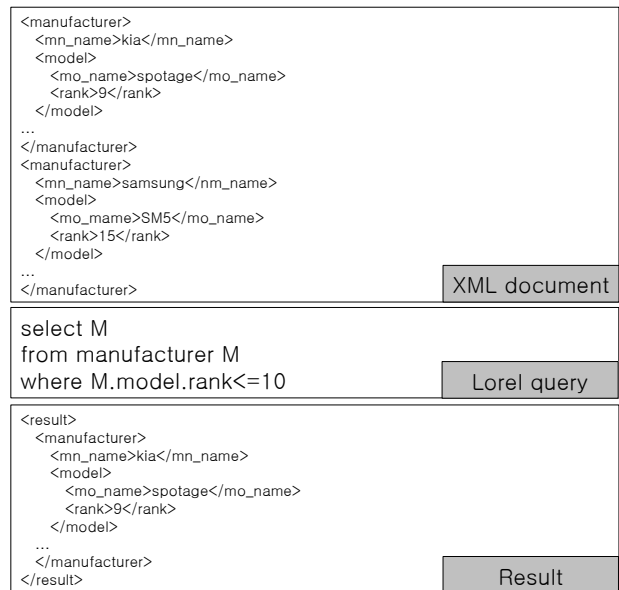 <manufacturer>
<mn_name>kia</mn_name>
<model>
<mo_name>spotage</mo_name>
<rank>9</rank>
</model>
...
</manufacturer>
<manufacturer>
<mn_name>samsung</nm_name>
<model>
<mo_mame>SM5</mo_name>
<rank>15</rank>
</model>
...
</manufacturer>
XML document
select M
from manufacturer M
where M.model.rank<=10
Lorel query
<result>
<manufacturer>
<mn_name>kia</mn_name>
<model>
<mo_name>spotage</mo_name>
<rank>9</rank>
</model>
...
</manufacturer>
</result>
Result